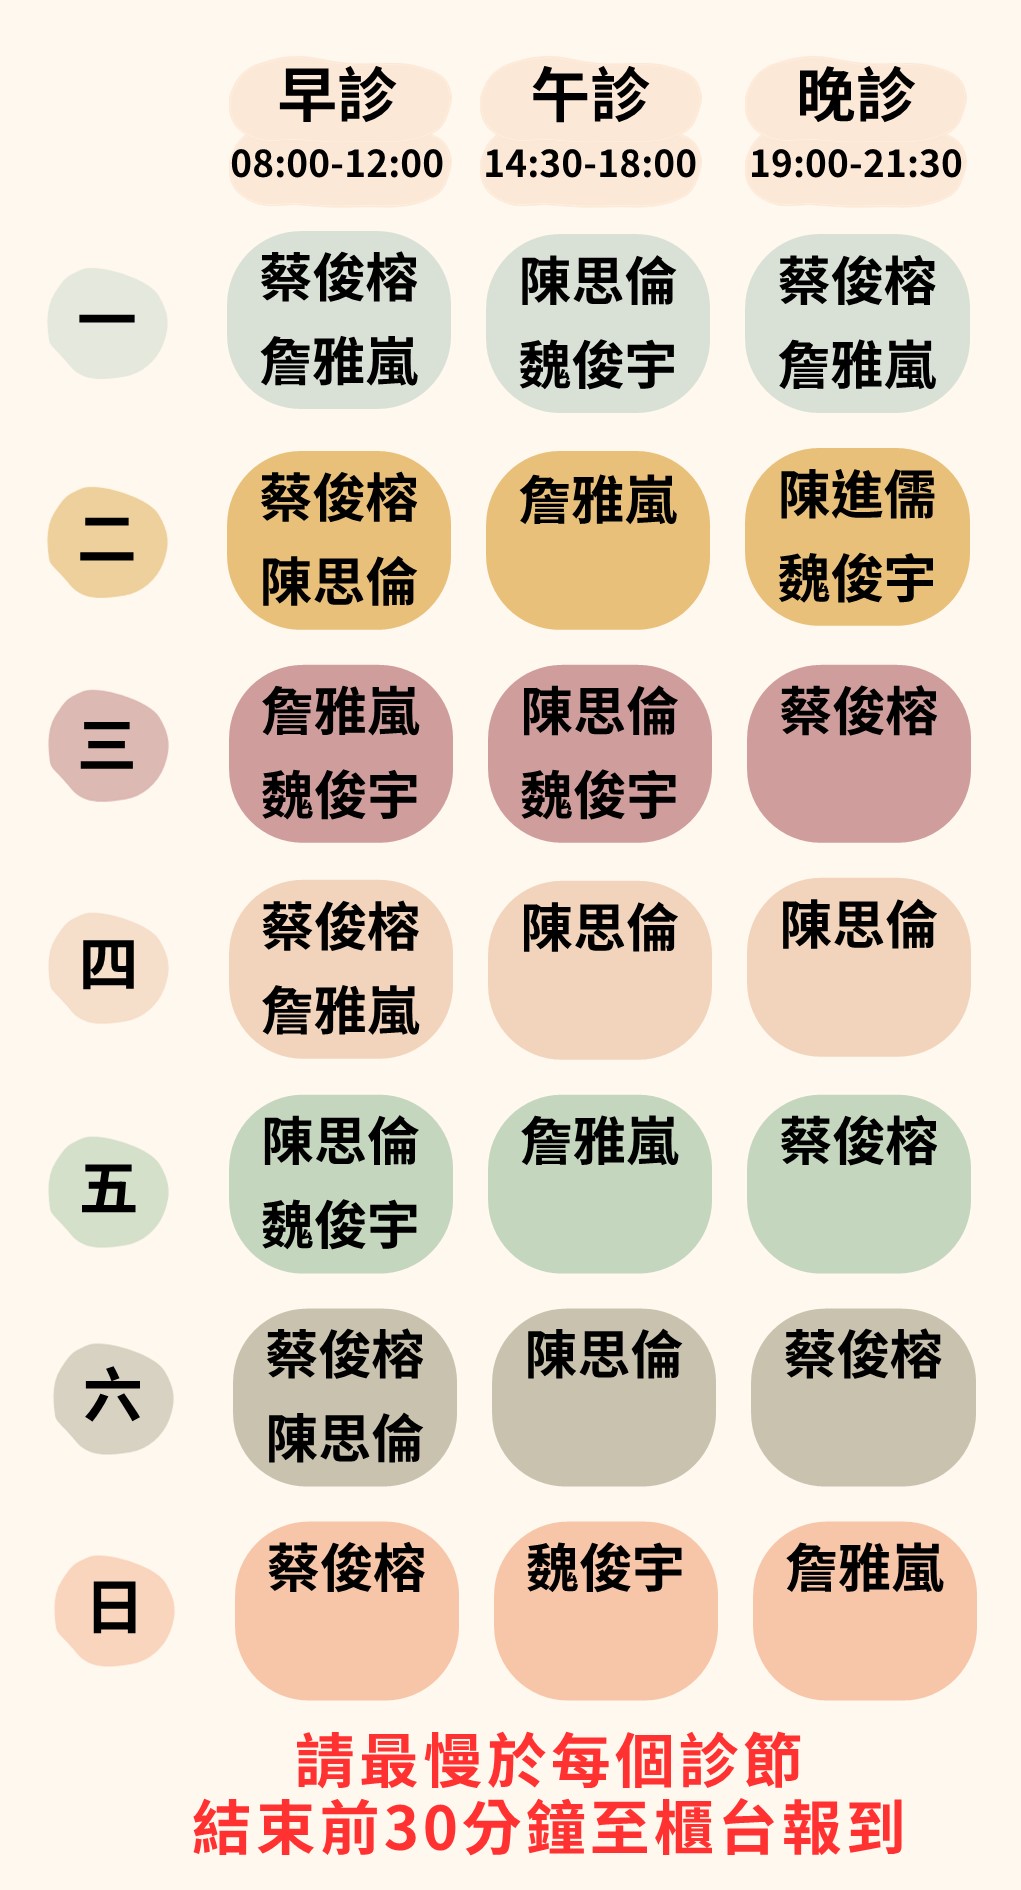 早診 午診 晚診
08:00-12:00 14:30-18:00 19:00-21:30
一
蔡俊榕 陳思倫 蔡俊榕
詹雅嵐 魏俊宇 詹雅嵐
二
蔡俊榕 詹雅嵐 陳進儒
陳思倫 魏俊宇
三
詹雅嵐 陳思倫 蔡俊榕
魏俊宇 魏俊宇
四
蔡俊榕 陳思倫 陳思倫
詹雅嵐
五
陳思倫 詹雅嵐 蔡俊榕
魏俊宇
六
蔡俊榕 陳思倫 蔡俊榕
陳思倫
日
蔡俊榕 魏俊宇 詹雅嵐
請最慢於每個診節
結束前30分鐘至櫃台報到